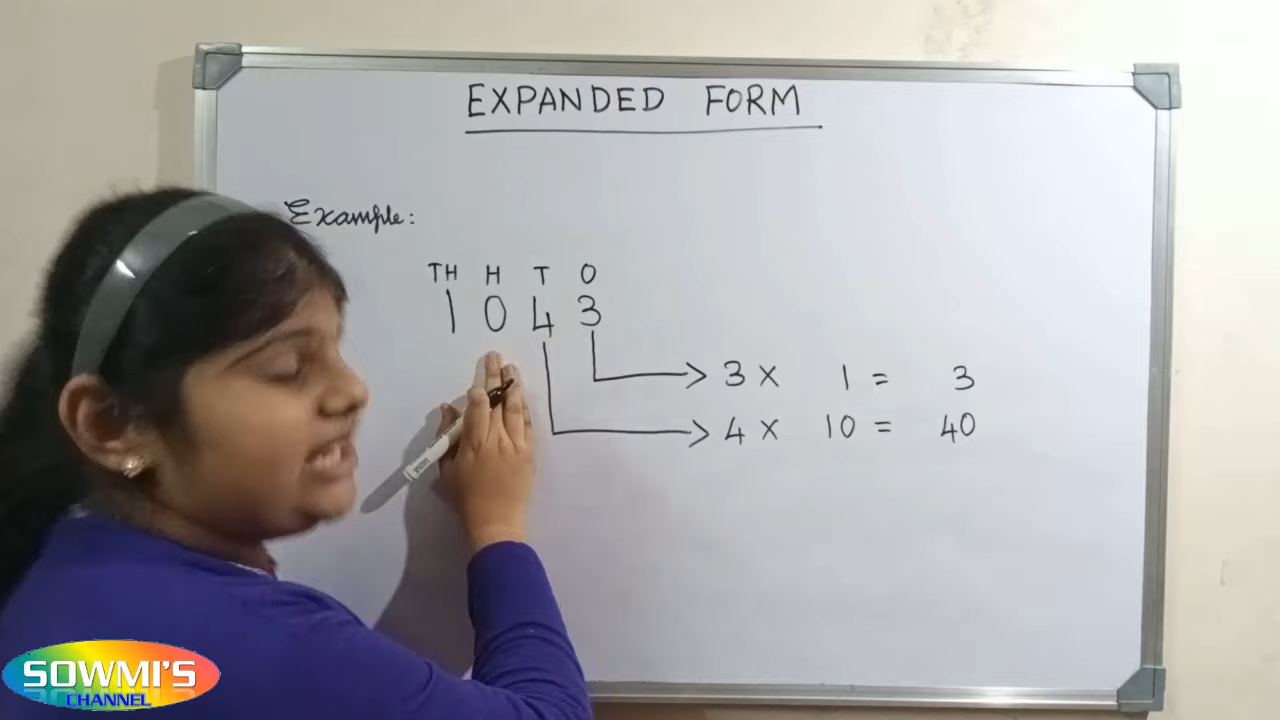 EXPANDED FORM
Example:
TH H T O
1 0 4 3
3 × 1 = 3
4 × 10 = 40
SOWMI'S
CHANNEL